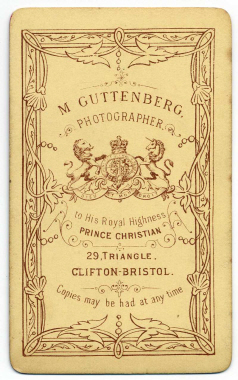 M GUTTENBERG,
PHOTOGRAPHER
to His Royal Highness
PRINCE CHRISTIAN
29, TRIANGLE.
CLIFTON-BRISTOL.
Copies may be had at any time